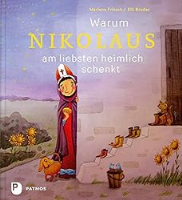 Warum
NIKOLAUS
am liebsten heimlich
schenkt
PATMOS